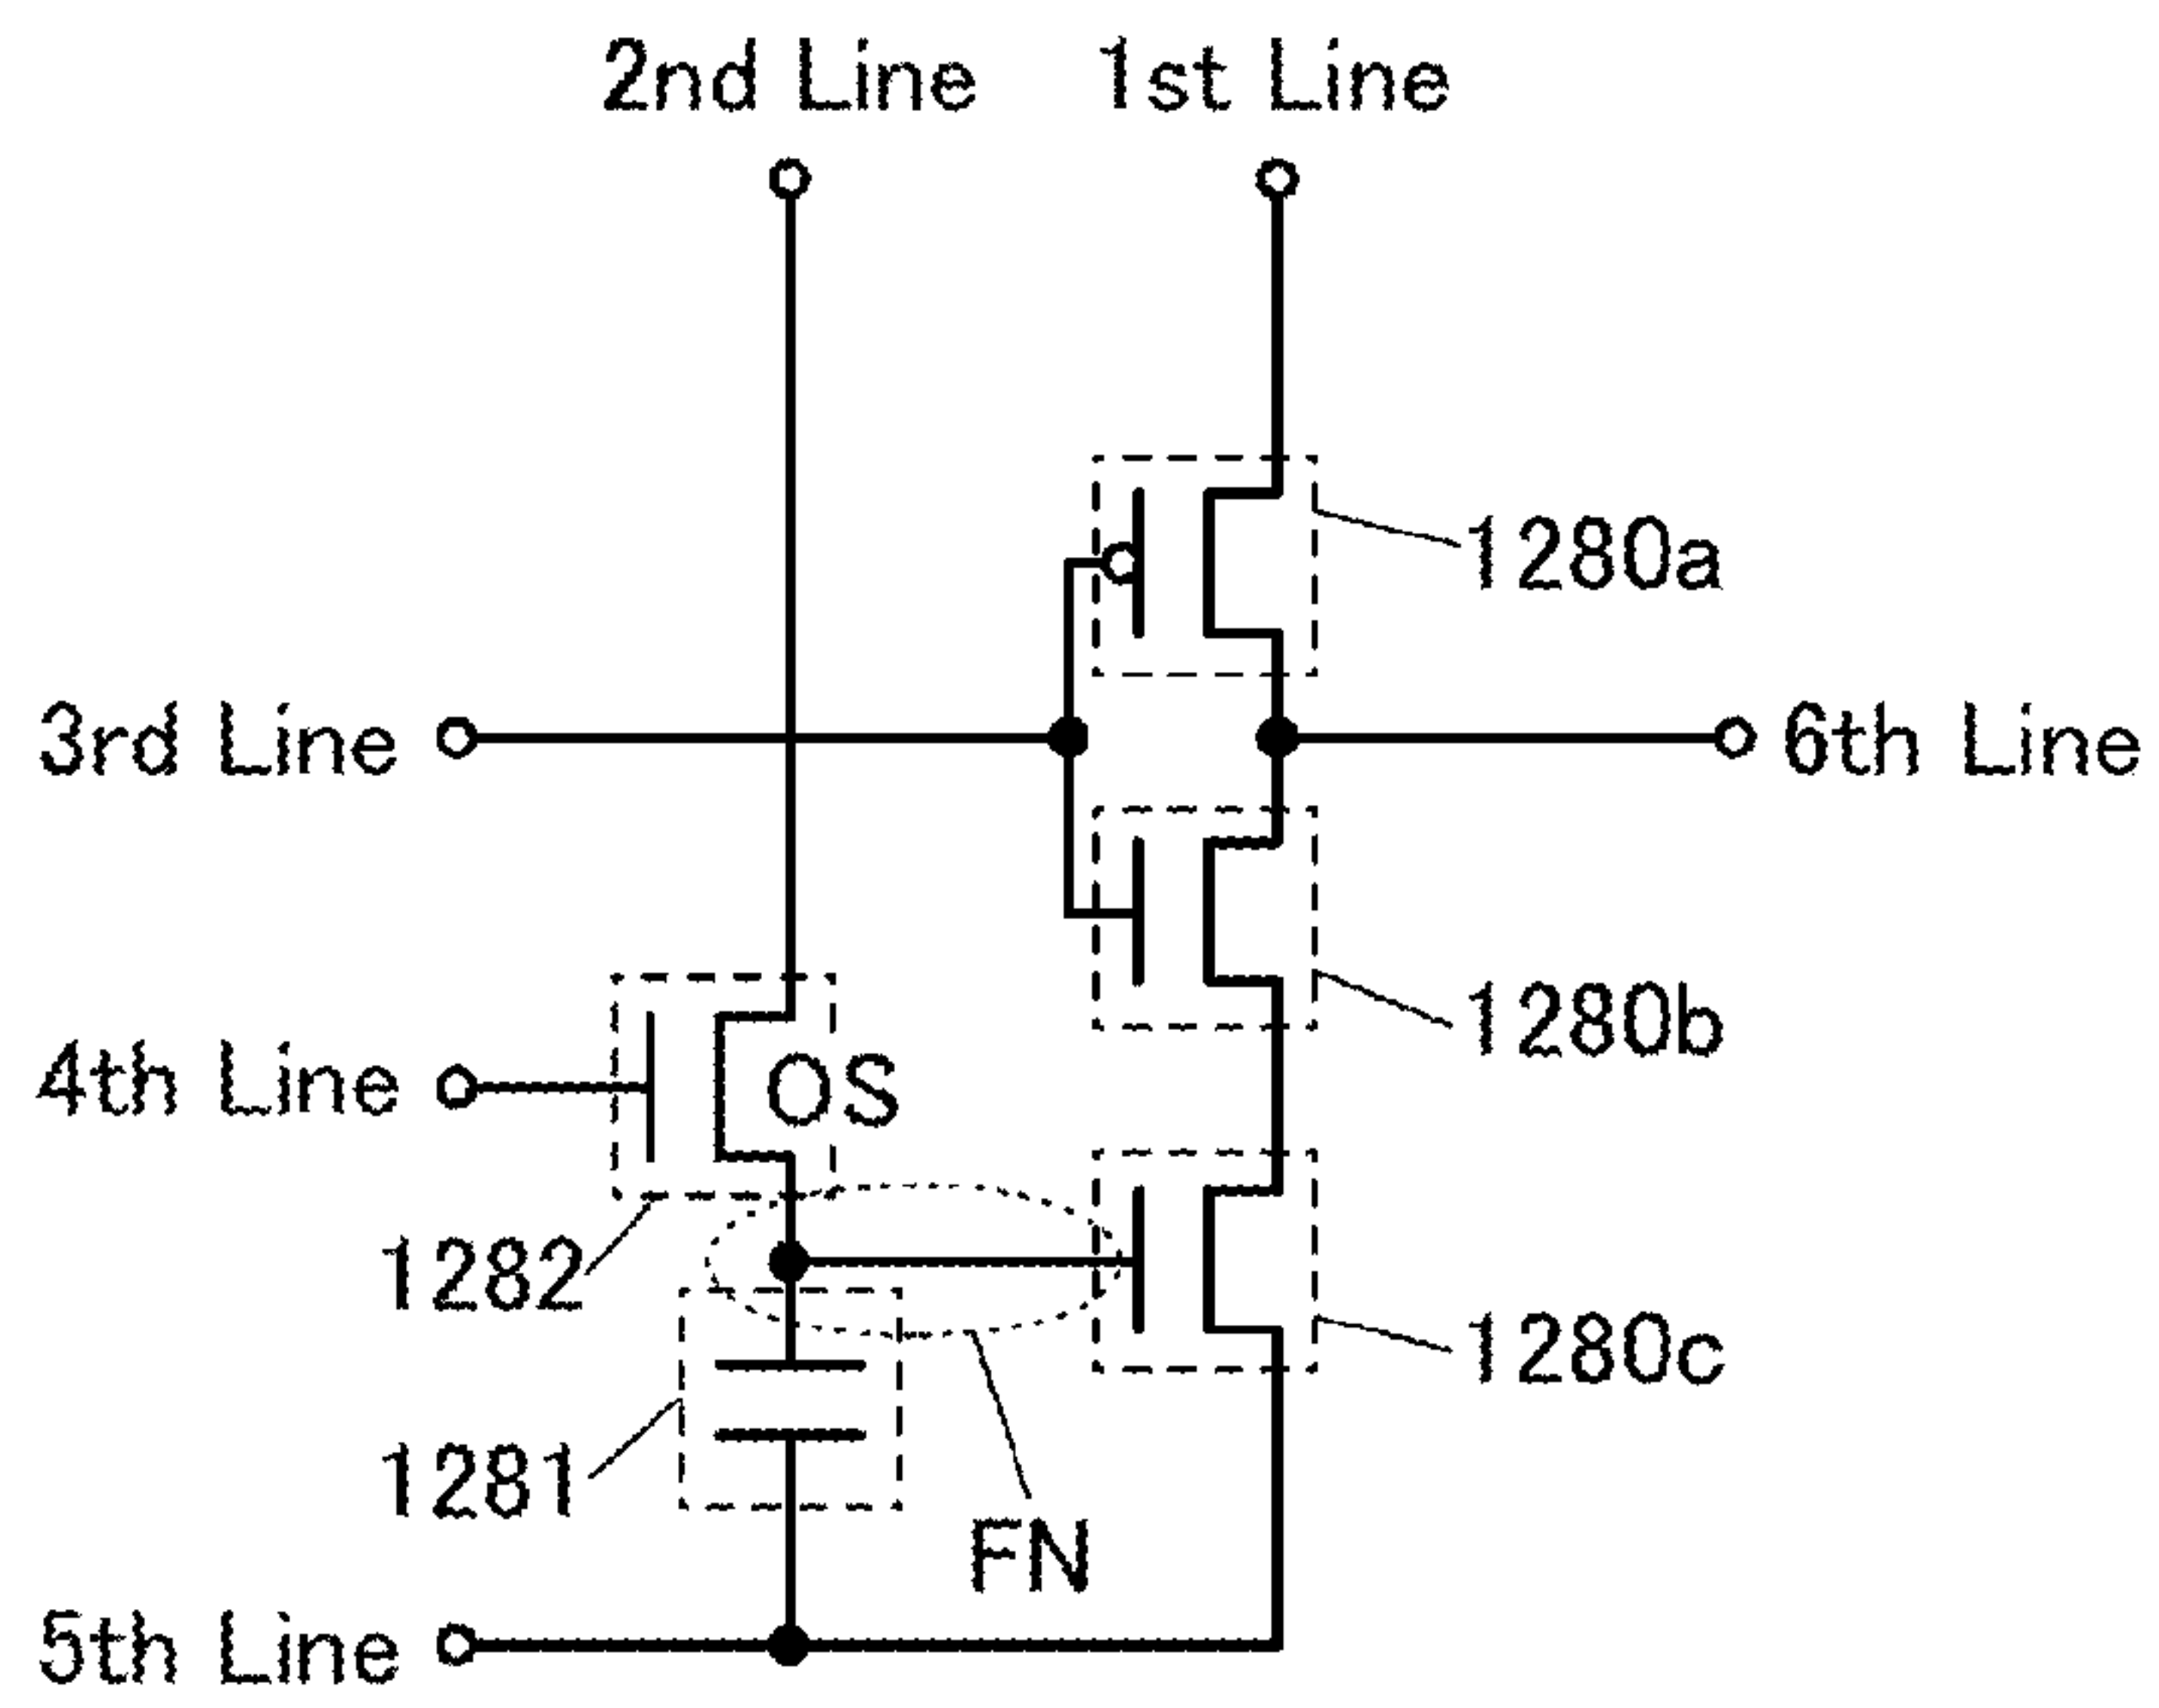 2nd Line 1st Line
1280a
3rd Line 6th Line
1280b
4th Line OS
1282
1280c
1281
FN
5th Line